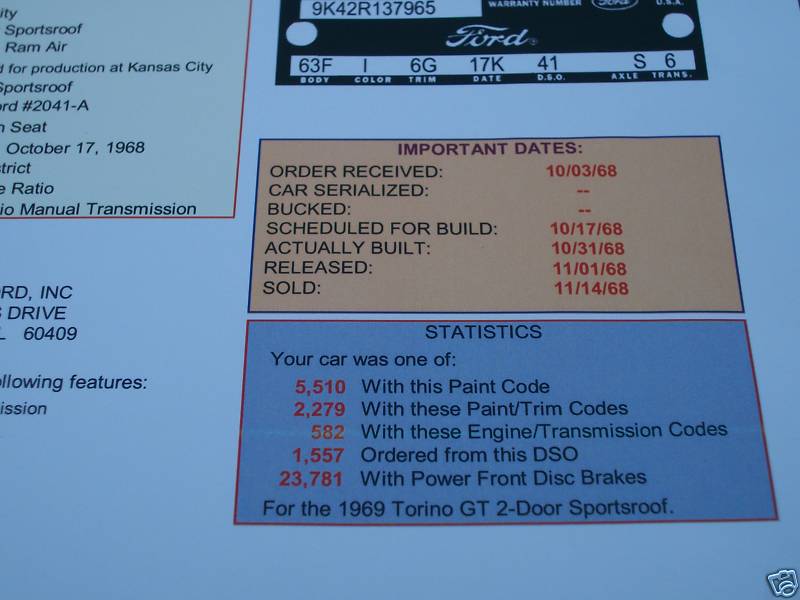 ity
Sportsroof
Ram Air
d for production at Kansas City
Sportsroof
ord #2041-A
n Seat
October 17, 1968
strict
e Ratio
io Manual Transmission
9K42R137965
WARRANTY NUMBER
Ford
U.S.A.
Ford
63F I 6G 17K 41 S 6
BODY COLOR TRIM DATE D.S.O. AXLE TRANS.
IMPORTANT DATES:
ORDER RECEIVED: 10/03/68
CAR SERIALIZED: --
BUCKED: --
SCHEDULED FOR BUILD: 10/17/68
ACTUALLY BUILT: 10/31/68
RELEASED: 11/01/68
SOLD: 11/14/68
ORD, INC
S DRIVE
L 60409
ollowing features:
ission
STATISTICS
Your car was one of:
5,510 With this Paint Code
2,279 With these Paint/Trim Codes
582 With these Engine/Transmission Codes
1,557 Ordered from this DSO
23,781 With Power Front Disc Brakes
For the 1969 Torino GT 2-Door Sportsroof.